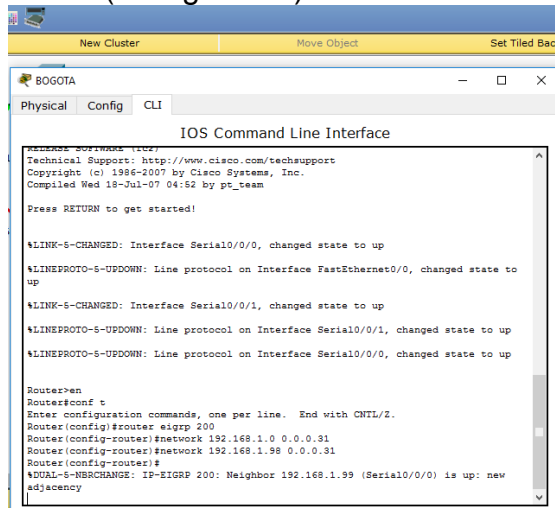 New Cluster Move Object Set Tiled Bac
BOGOTA
Physical Config CLI
IOS Command Line Interface
RELEASE SOFTWARE (fc2)
Technical Support: http://www.cisco.com/techsupport
Copyright (c) 1986-2007 by Cisco Systems, Inc.
Compiled Wed 18-Jul-07 04:52 by pt_team
Press RETURN to get started!
%LINK-5-CHANGED: Interface Serial0/0/0, changed state to up
%LINEPROTO-5-UPDOWN: Line protocol on Interface FastEthernet0/0, changed state to
up
%LINK-5-CHANGED: Interface Serial0/0/1, changed state to up
%LINEPROTO-5-UPDOWN: Line protocol on Interface Serial0/0/1, changed state to up
%LINEPROTO-5-UPDOWN: Line protocol on Interface Serial0/0/0, changed state to up
Router>en
Router#conf t
Enter configuration commands, one per line. End with CNTL/Z.
Router(config)#router eigrp 200
Router(config-router)#network 192.168.1.0 0.0.0.31
Router(config-router)#network 192.168.1.98 0.0.0.31
Router(config-router)#
%DUAL-5-NBRCHANGE: IP-EIGRP 200: Neighbor 192.168.1.99 (Serial0/0/0) is up: new
adjacency